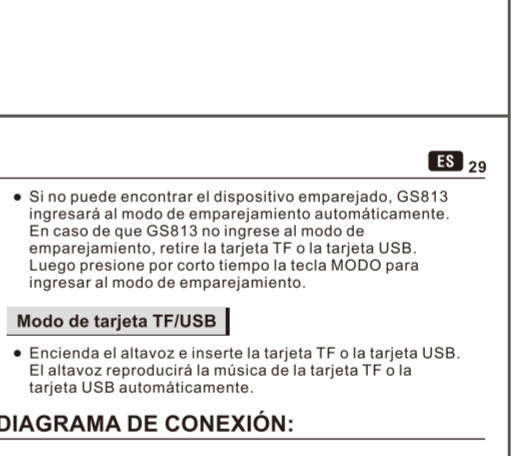 ES 29
● Si no puede encontrar el dispositivo emparejado, GS813
ingresará al modo de emparejamiento automáticamente.
En caso de que GS813 no ingrese al modo de
emparejamiento, retire la tarjeta TF o la tarjeta USB.
Luego presione por corto tiempo la tecla MODO para
ingresar al modo de emparejamiento.
Modo de tarjeta TF/USB
● Encienda el altavoz e inserte la tarjeta TF o la tarjeta USB.
El altavoz reproducirá la música de la tarjeta TF o la
tarjeta USB automáticamente.
DIAGRAMA DE CONEXIÓN: